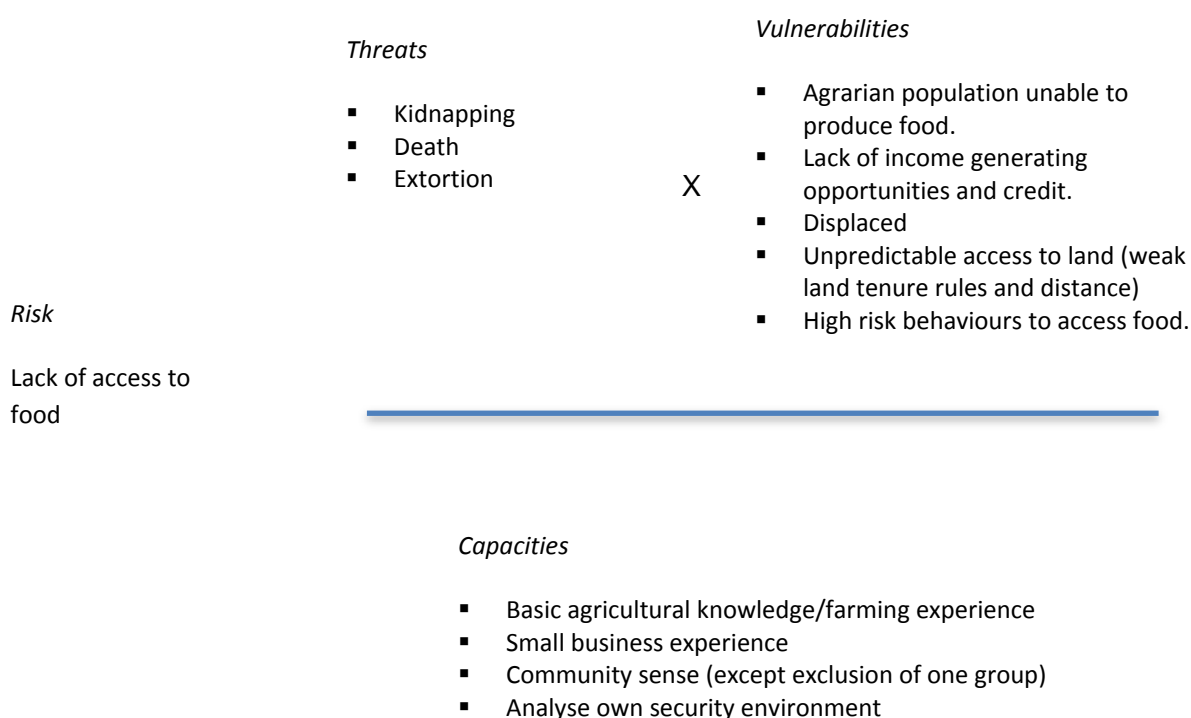 Threats
▪ Kidnapping
▪ Death
▪ Extortion
X
Vulnerabilities
▪ Agrarian population unable to
produce food.
▪ Lack of income generating
opportunities and credit.
▪ Displaced
▪ Unpredictable access to land (weak
land tenure rules and distance)
▪ High risk behaviours to access food.
Risk
Lack of access to
food
Capacities
▪ Basic agricultural knowledge/farming experience
▪ Small business experience
▪ Community sense (except exclusion of one group)
▪ Analyse own security environment